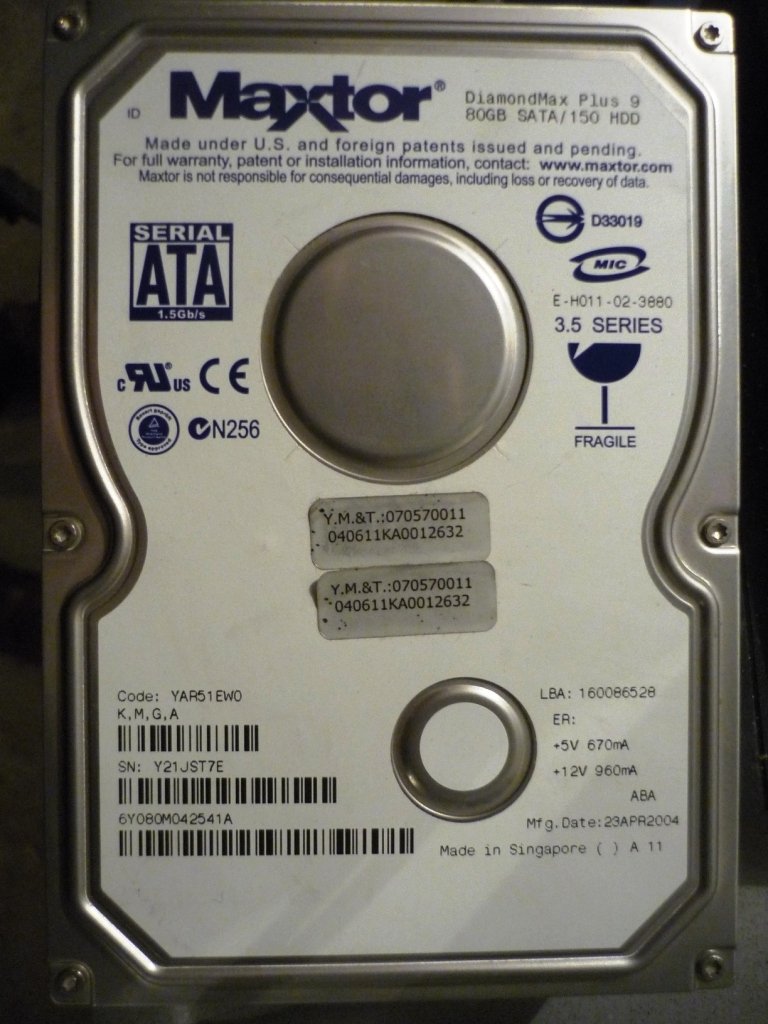 ID
Maxtor®
DiamondMax Plus 9
80GB SATA/150 HDD
Made under U.S. and foreign patents issued and pending.
For full warranty, patent or installation information, contact: www.maxtor.com
Maxtor is not responsible for consequential damages, including loss or recovery of data.
SERIAL
ATA
1.5Gb/s
D33019
MIC
E-H011-02-3880
3.5 SERIES
c RU® US CE
N256
FRAGILE
Y.M.&T.:070570011
040611KA0012632
Y.M.&T.:070570011
040611KA0012632
Code: YAR51EW0
K,M,G,A
SN: Y21JST7E
6Y080M042541A
LBA: 160086528
ER:
+5V 670mA
+12V 960mA
ABA
Mfg.Date:23APR2004
Made in Singapore ( ) A 11